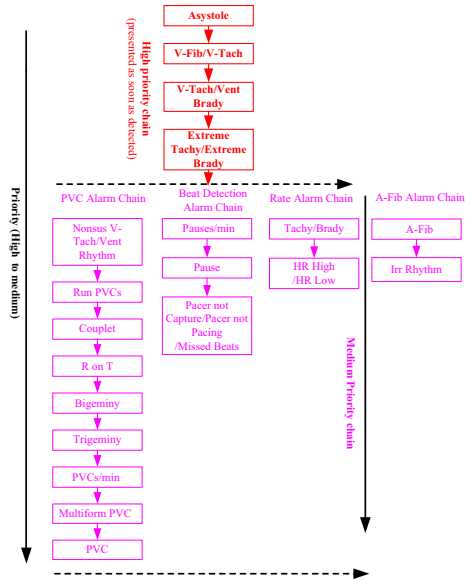 Asystole
V-Fib/V-Tach
V-Tach/Vent
Brady
Extreme
Tachy/Extreme
Brady
High priority chain
(presented as soon as detected)
Priority (High to medium)
PVC Alarm Chain
Nonsus V-
Tach/Vent
Rhythm
Run PVCs
Couplet
R on T
Bigeminy
Trigeminy
PVCs/min
Multiform PVC
PVC
Beat Detection
Alarm Chain
Pauses/min
Pause
Pacer not
Capture/Pacer not
Pacing
/Missed Beats
Rate Alarm Chain
Tachy/Brady
HR High
/HR Low
A-Fib Alarm Chain
A-Fib
Irr Rhythm
Medium Priority chain